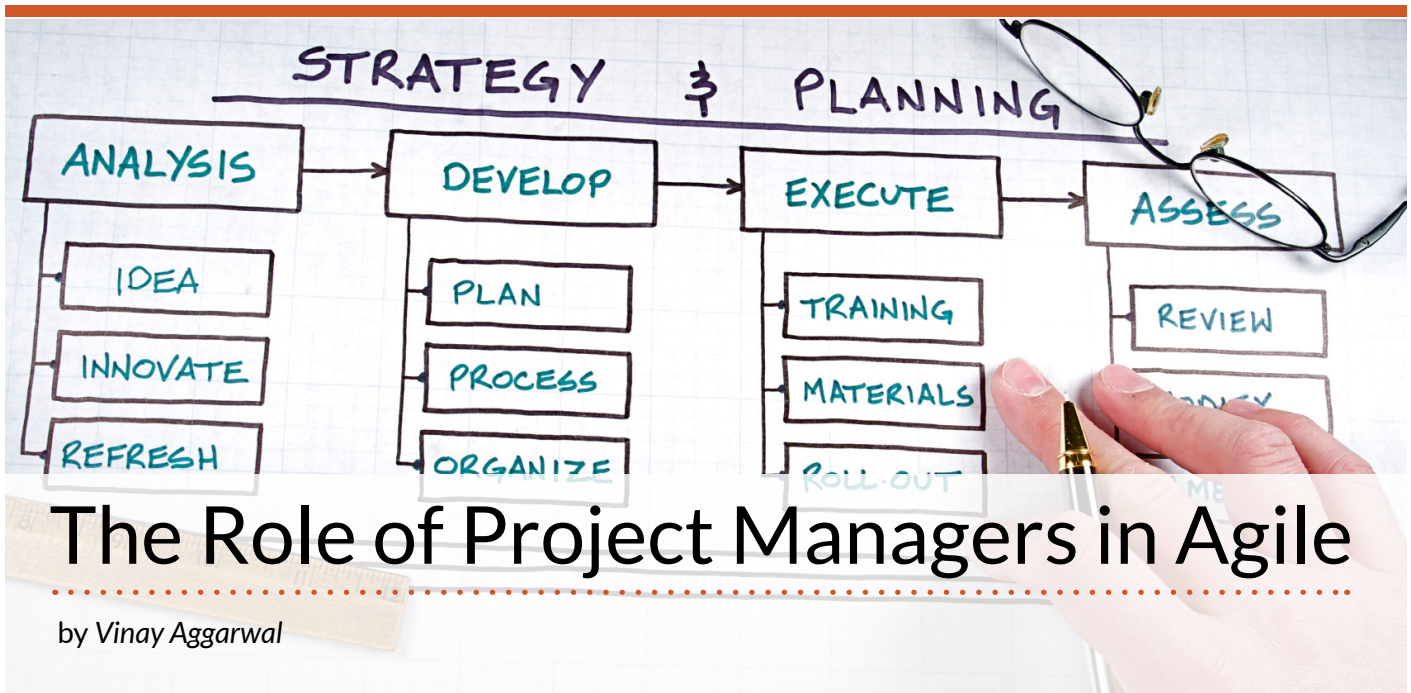 STRATEGY & PLANNING
ANALYSIS
DEVELOP
EXECUTE
ASSESS
IDEA
PLAN
TRAINING
REVIEW
INNOVATE
PROCESS
MATERIALS
REFRESH
ORGANIZE
ROLL-OUT
The Role of Project Managers in Agile
by Vinay Aggarwal